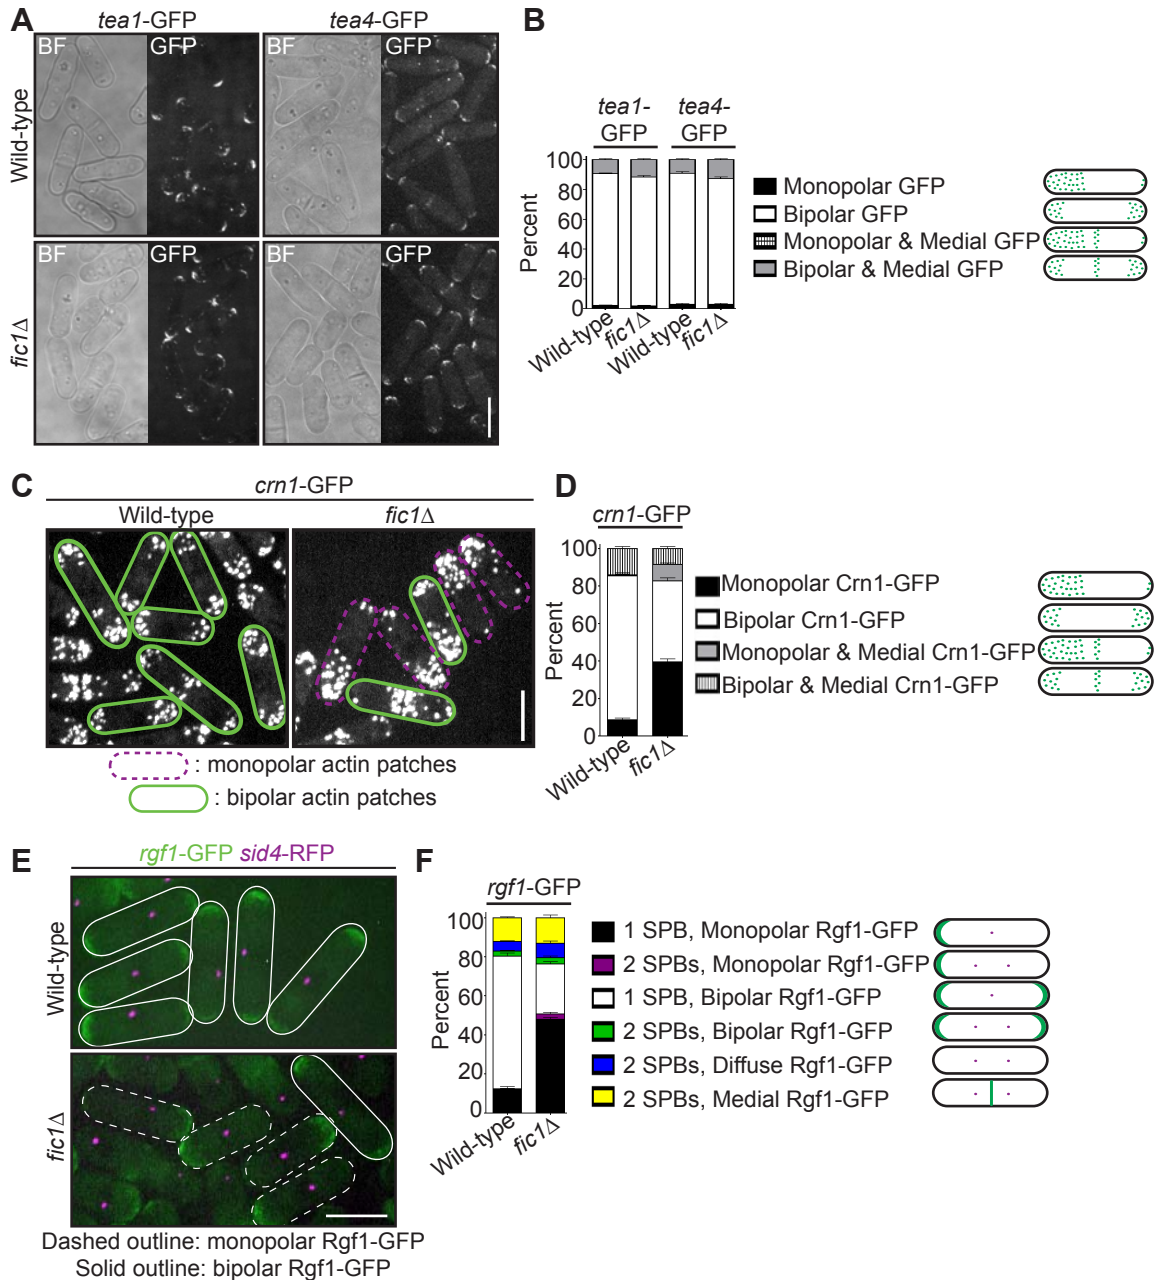 A
tea1-GFP
tea4-GFP
BF
GFP
BF
GFP
Wild-type
BF
GFP
BF
GFP
fic1Δ
B
tea1-
GFP
tea4-
GFP
Percent
100
80
60
40
20
0
Wild-type
fic1Δ
Wild-type
fic1Δ
Monopolar GFP
Bipolar GFP
Monopolar & Medial GFP
Bipolar & Medial GFP
C
crn1-GFP
Wild-type
fic1Δ
: monopolar actin patches
: bipolar actin patches
D
crn1-GFP
Percent
100
80
60
40
20
0
Wild-type
fic1Δ
Monopolar Crn1-GFP
Bipolar Crn1-GFP
Monopolar & Medial Crn1-GFP
Bipolar & Medial Crn1-GFP
E
rgf1-GFP sid4-RFP
Wild-type
fic1Δ
Dashed outline: monopolar Rgf1-GFP
Solid outline: bipolar Rgf1-GFP
F
rgf1-GFP
Percent
100
80
60
40
20
0
Wild-type
fic1Δ
1 SPB, Monopolar Rgf1-GFP
2 SPBs, Monopolar Rgf1-GFP
1 SPB, Bipolar Rgf1-GFP
2 SPBs, Bipolar Rgf1-GFP
2 SPBs, Diffuse Rgf1-GFP
2 SPBs, Medial Rgf1-GFP